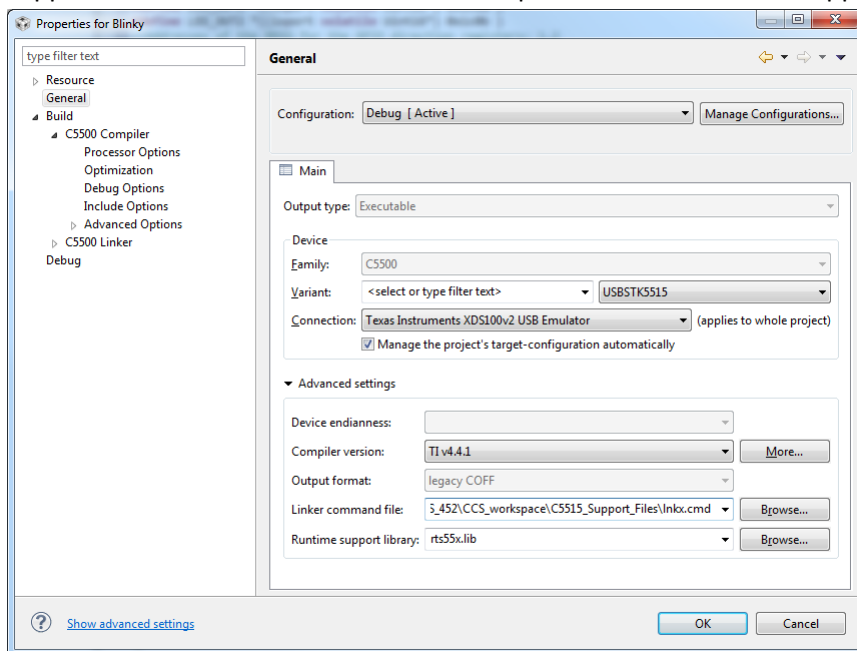 Properties for Blinky
type filter text
General
Resource
General
Build
C5500 Compiler
Processor Options
Optimization
Debug Options
Include Options
Advanced Options
C5500 Linker
Debug
Configuration: Debug [ Active ] Manage Configurations...
Main
Output type: Executable
Device
Family: C5500
Variant: <select or type filter text> USBSTK5515
Connection: Texas Instruments XDS100v2 USB Emulator (applies to whole project)
Manage the project's target-configuration automatically
Advanced settings
Device endianness:
Compiler version: TI v4.4.1 More...
Output format: legacy COFF
Linker command file: 5_452\CCS_workspace\C5515_Support_Files\lnkx.cmd Browse...
Runtime support library: rts55x.lib Browse...
Show advanced settings
OK Cancel